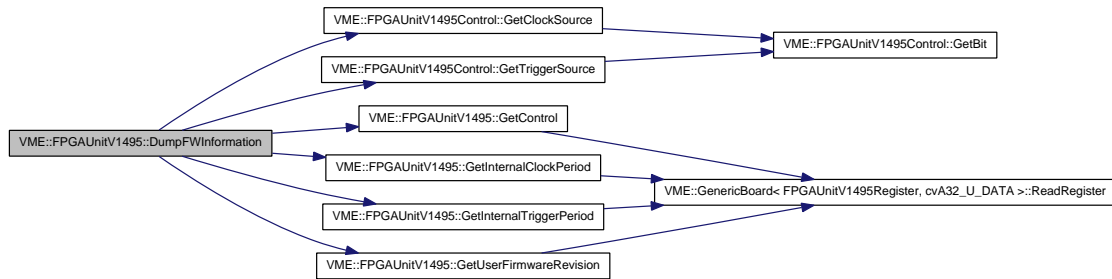 VME::FPGAUnitV1495Control::GetClockSource
VME::FPGAUnitV1495Control::GetBit
VME::FPGAUnitV1495Control::GetTriggerSource
VME::FPGAUnitV1495::GetControl
VME::FPGAUnitV1495::DumpFWInformation
VME::FPGAUnitV1495::GetInternalClockPeriod
VME::GenericBoard< FPGAUnitV1495Register, cvA32_U_DATA >::ReadRegister
VME::FPGAUnitV1495::GetInternalTriggerPeriod
VME::FPGAUnitV1495::GetUserFirmwareRevision